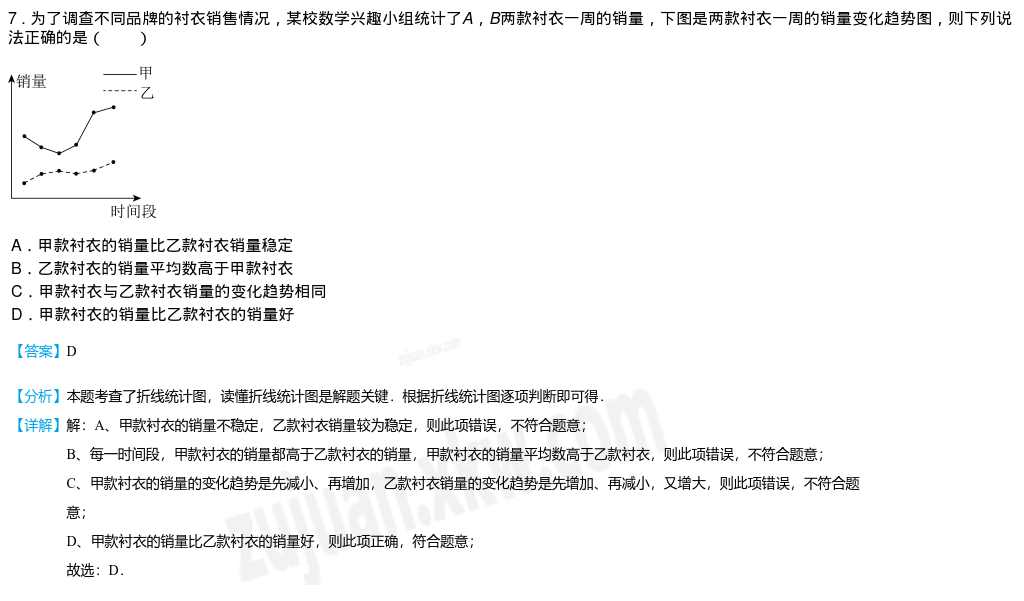 7．为了调查不同品牌的衬衣销售情况，某校数学兴趣小组统计了A，B两款衬衣一周的销量，下图是两款衬衣一周的销量变化趋势图，则下列说
法正确的是（　　）
销量
甲
乙
时间段
A．甲款衬衣的销量比乙款衬衣销量稳定
B．乙款衬衣的销量平均数高于甲款衬衣
C．甲款衬衣与乙款衬衣销量的变化趋势相同
D．甲款衬衣的销量比乙款衬衣的销量好
【答案】D
zujuan.xkw.com
【分析】本题考查了折线统计图，读懂折线统计图是解题关键．根据折线统计图逐项判断即可得．
【详解】解：A、甲款衬衣的销量不稳定，乙款衬衣销量较为稳定，则此项错误，不符合题意；
B、每一时间段，甲款衬衣的销量都高于乙款衬衣的销量，甲款衬衣的销量平均数高于乙款衬衣，则此项错误，不符合题意；
C、甲款衬衣的销量的变化趋势是先减小、再增加，乙款衬衣销量的变化趋势是先增加、再减小，又增大，则此项错误，不符合题
意；
D、甲款衬衣的销量比乙款衬衣的销量好，则此项正确，符合题意；
故选：D．
zujuan.xkw.com